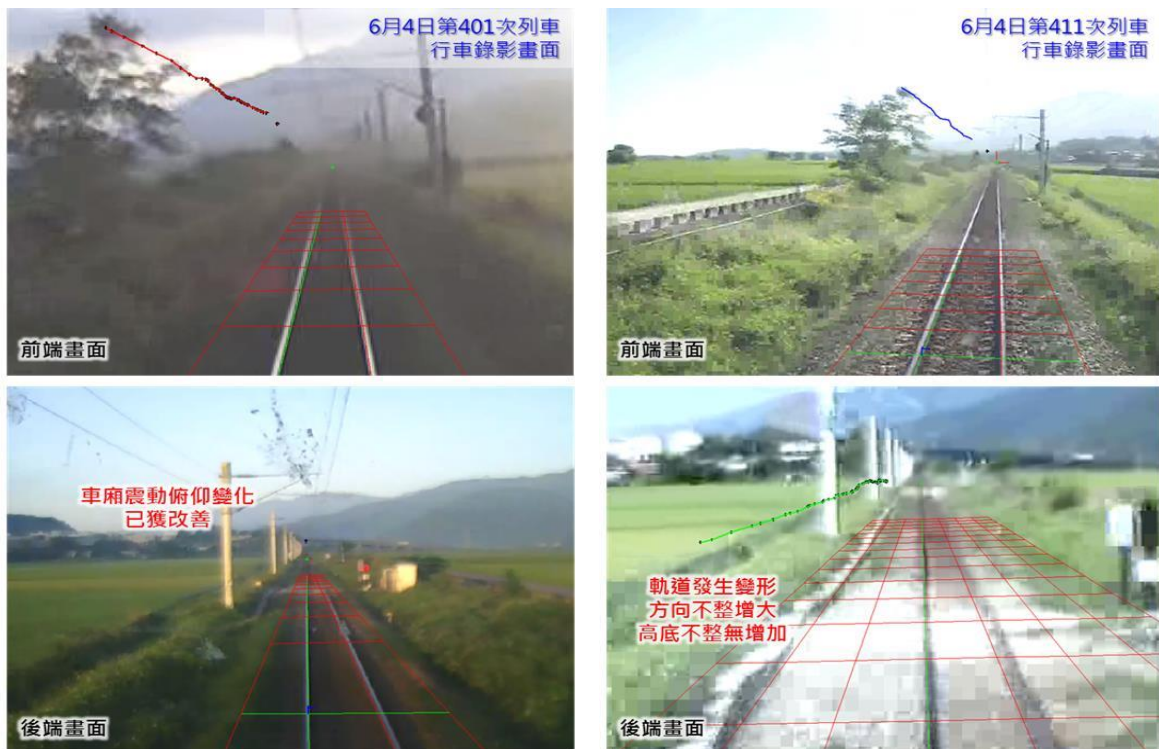 6月4日第401次列車
行車錄影畫面
前端畫面
6月4日第411次列車
行車錄影畫面
前端畫面
車廂震動俯仰變化
已獲改善
後端畫面
軌道發生變形
方向不整增大
高底不整無增加
後端畫面